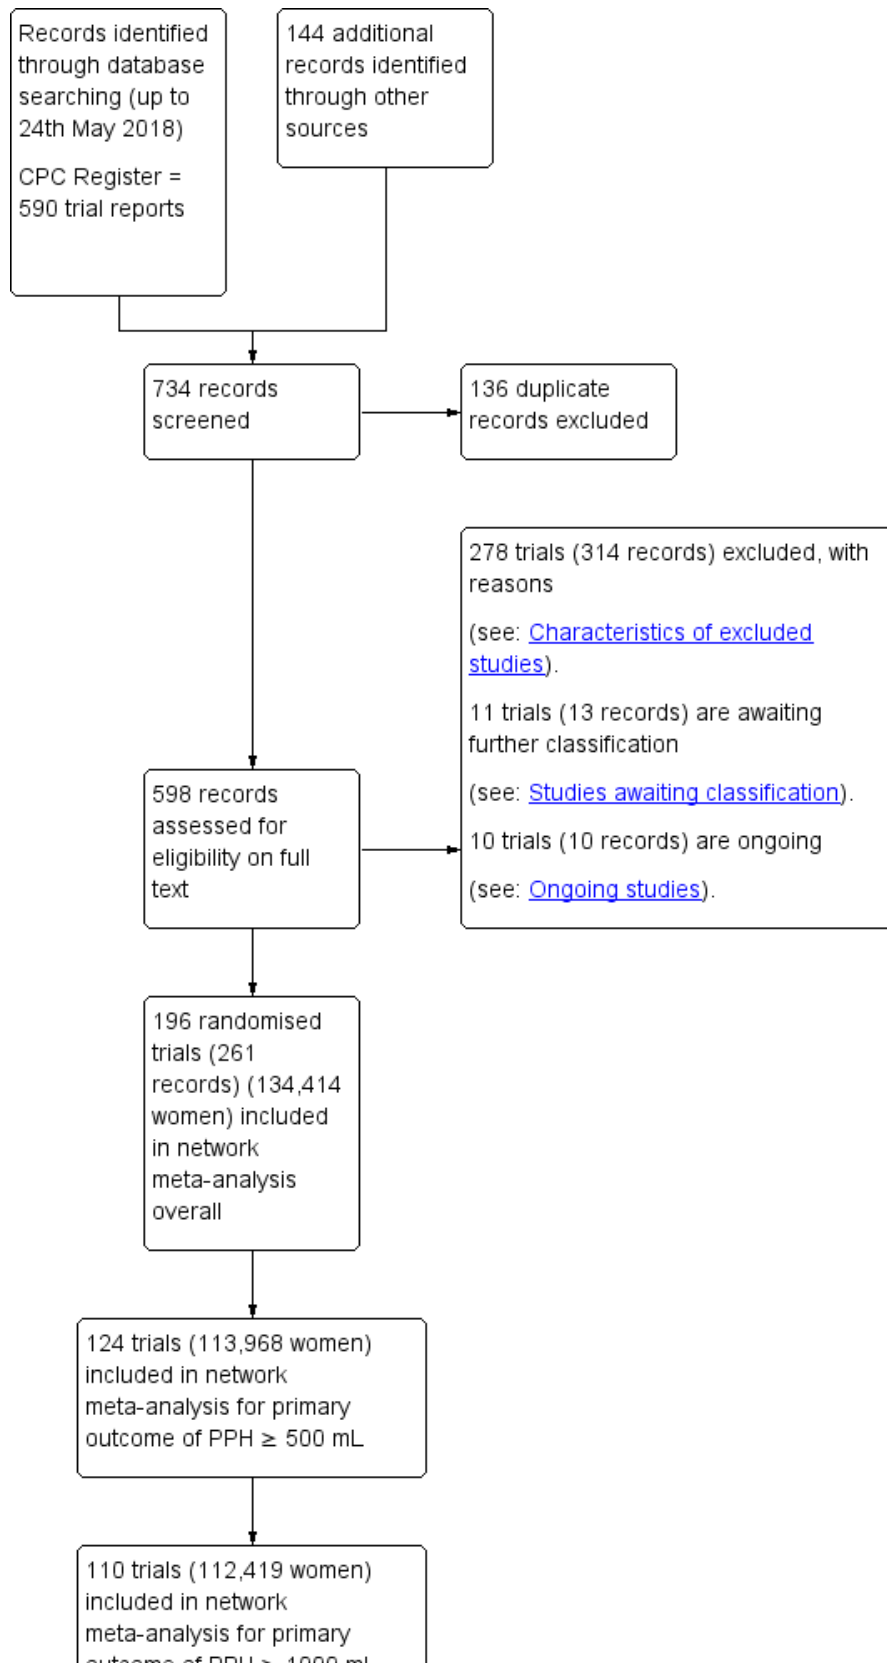 Records identified
through database
searching (up to
24th May 2018)
CPC Register =
590 trial reports
144 additional
records identified
through other
sources
734 records
screened
136 duplicate
records excluded
278 trials (314 records) excluded, with
reasons
(see: Characteristics of excluded
studies).
11 trials (13 records) are awaiting
further classification
(see: Studies awaiting classification).
10 trials (10 records) are ongoing
(see: Ongoing studies).
598 records
assessed for
eligibility on full
text
196 randomised
trials (261
records) (134,414
women) included
in network
meta-analysis
overall
124 trials (113,968 women)
included in network
meta-analysis for primary
outcome of PPH ≥ 500 mL
110 trials (112,419 women)
included in network
meta-analysis for primary
outcome of PPH ≥ 1000 mL